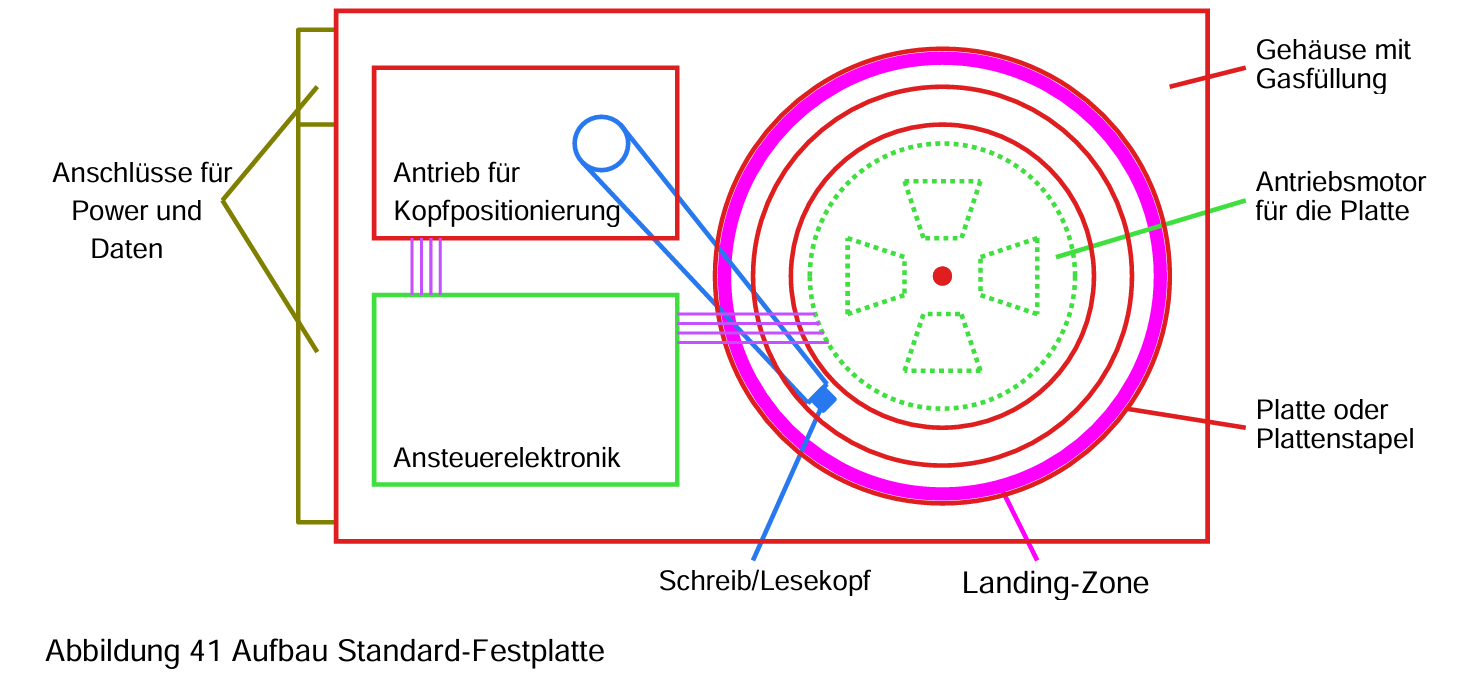 Gehäuse mit
Gasfüllung
Anschlüsse für
Power und
Daten
Antrieb für
Kopfpositionierung
Antriebsmotor
für die Platte
Ansteuerelektronik
Platte oder
Plattenstapel
Schreib/Lesekopf
Landing-Zone
Abbildung 41 Aufbau Standard-Festplatte